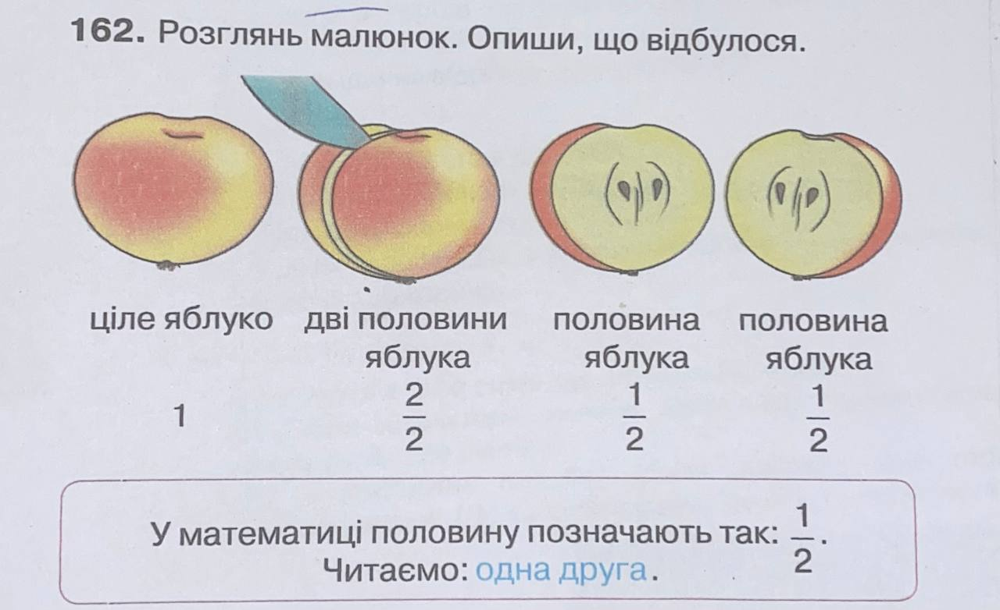 162. Розглянь малюнок. Опиши, що відбулося.
ціле яблуко дві половини половина половина
яблука яблука яблука
1 2/2 1/2 1/2
У математиці половину позначають так: 1/2.
Читаємо: одна друга.